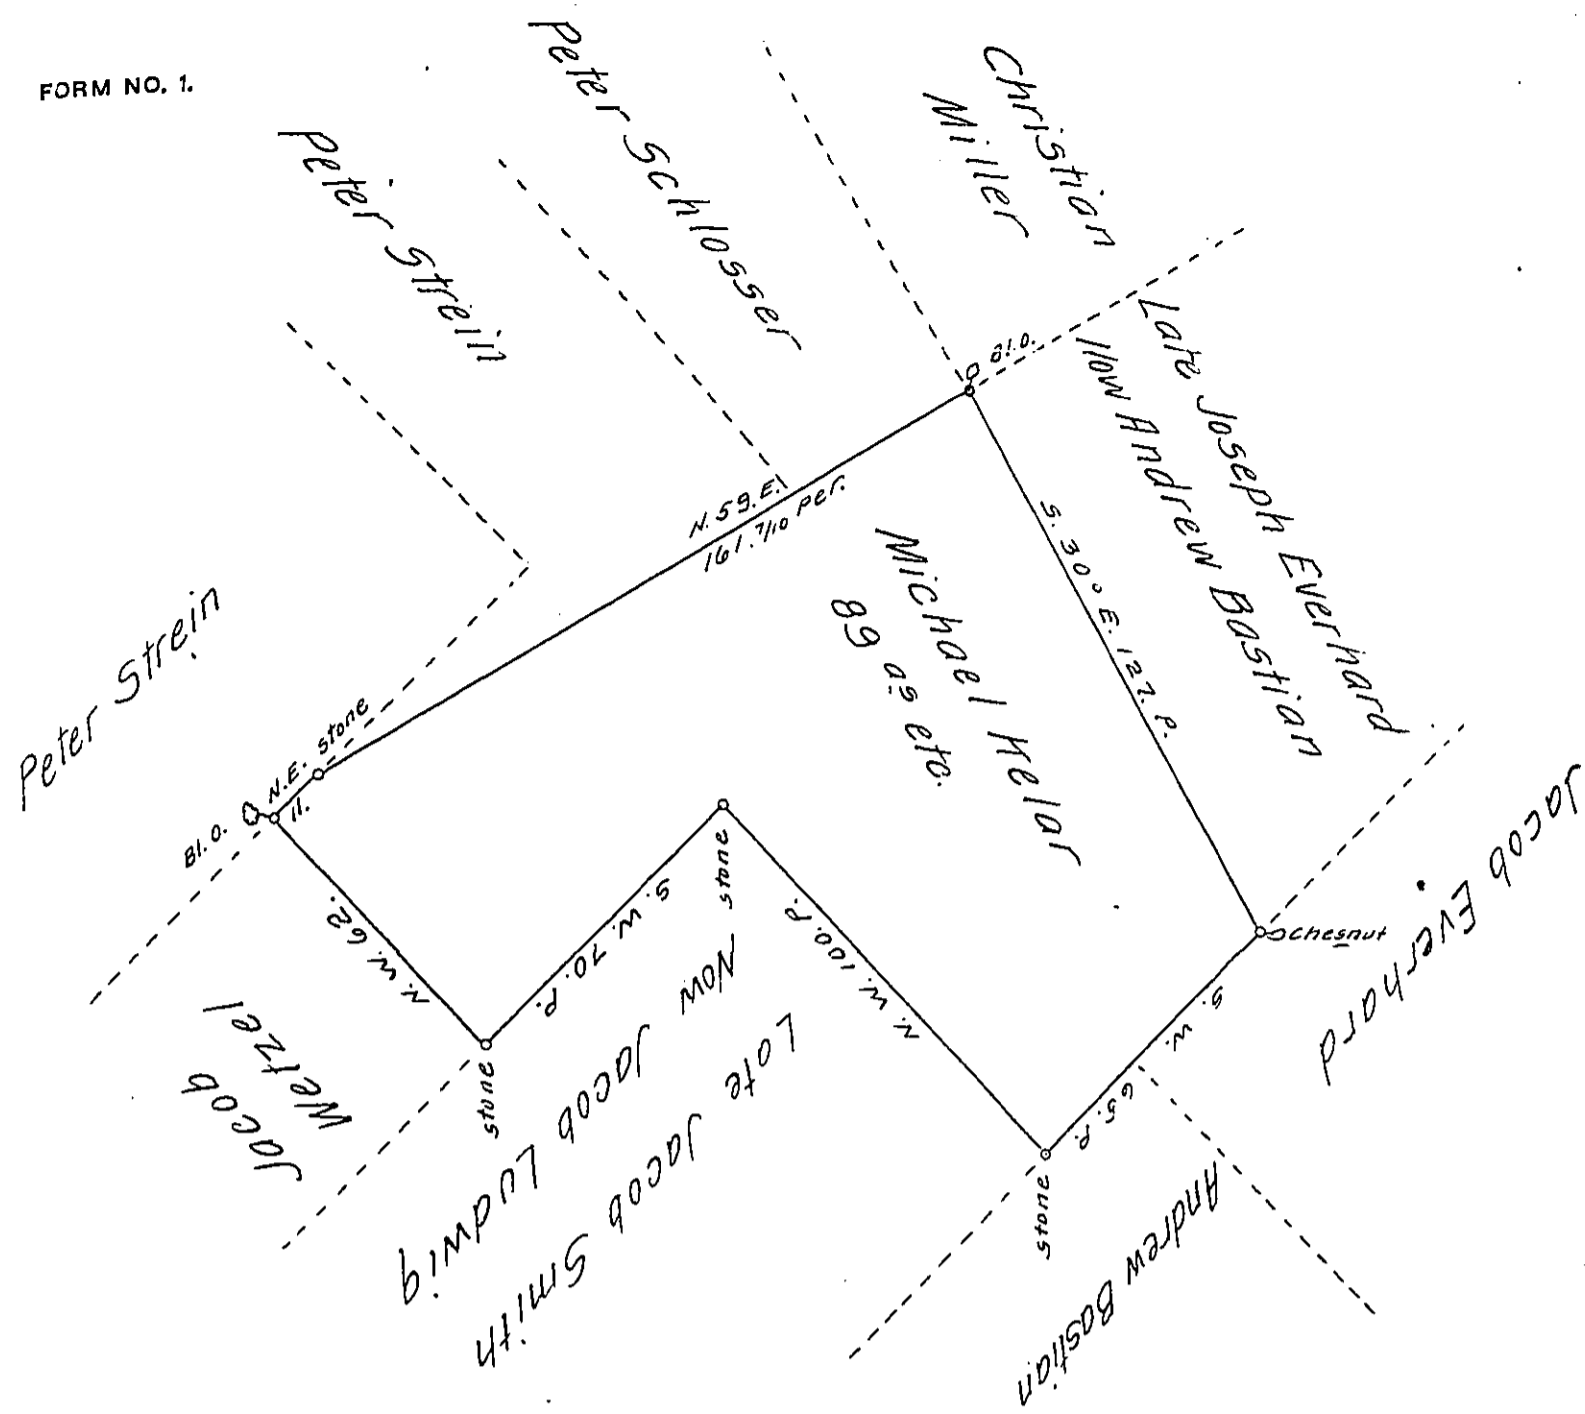 FORM NO. 1.
Peter Schlosser
Christian
Miller
Peter Strein
Bl.O.
Late Joseph Everhard
now Andrew Bastian
N. 59. E.
161. 7/10 Per.
S. 30° E. 127. P.
Michael Kelar
89 as etc.
Peter Strein
stone
N.E.
11.
Bl.O.
stone
Chesnut
Jacob Everhard
N. W. 62.
S. W. 70. P.
N. W. 100. P.
S. W. 65. P.
Jacob
Wetzel
stone
Now Jacob Ludwig
Late Jacob Smith
stone
Andrew Bastian